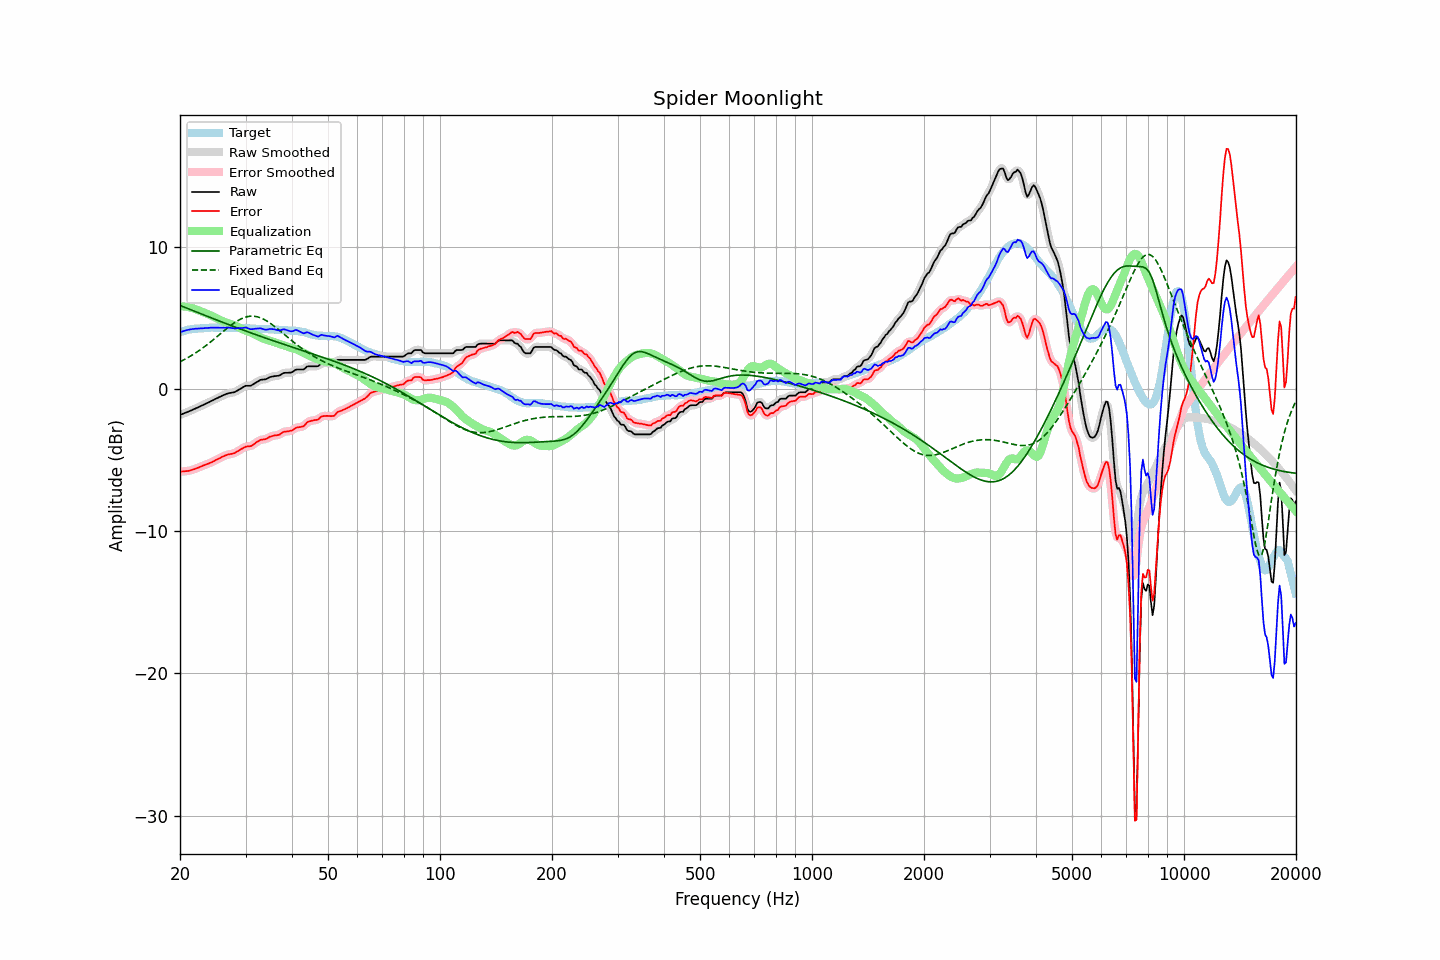 Spider Moonlight
Target
Raw Smoothed
Error Smoothed
Raw
Error
Equalization
Parametric Eq
Fixed Band Eq
Equalized
Amplitude (dBr)
10
0
−10
−20
−30
20
50
100
200
500
1000
2000
5000
10000
20000
Frequency (Hz)